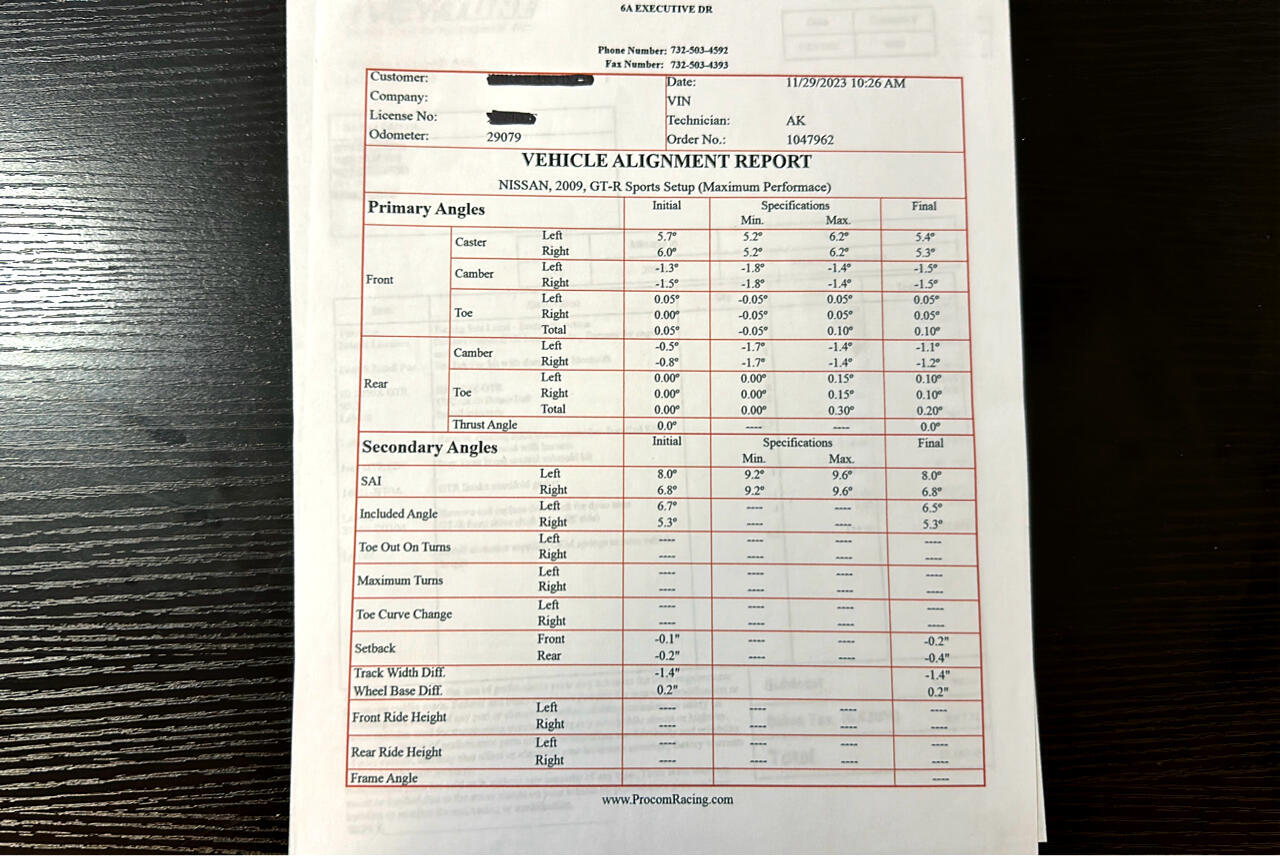 6A EXECUTIVE DR
Phone Number: 732-503-4592
Fax Number: 732-503-4393
Customer: Date: 11/29/2023 10:26 AM
Company: VIN
License No: Technician: AK
Odometer: 29079 Order No.: 1047962
VEHICLE ALIGNMENT REPORT
NISSAN, 2009, GT-R Sports Setup (Maximum Performace)
Primary Angles Initial Specifications Final
Min. Max.
Front Caster Left 5.7° 5.2° 6.2° 5.4°
Right 6.0° 5.2° 6.2° 5.3°
Camber Left -1.3° -1.8° -1.4° -1.5°
Right -1.5° -1.8° -1.4° -1.5°
Toe Left 0.05° -0.05° 0.05° 0.05°
Right 0.00° -0.05° 0.05° 0.05°
Total 0.05° -0.05° 0.10° 0.10°
Rear Camber Left -0.5° -1.7° -1.4° -1.1°
Right -0.8° -1.7° -1.4° -1.2°
Toe Left 0.00° 0.00° 0.15° 0.10°
Right 0.00° 0.00° 0.15° 0.10°
Total 0.00° 0.00° 0.30° 0.20°
Thrust Angle 0.0° ---- ---- 0.0°
Secondary Angles Initial Specifications Final
Min. Max.
SAI Left 8.0° 9.2° 9.6° 8.0°
Right 6.8° 9.2° 9.6° 6.8°
Included Angle Left 6.7° ---- ---- 6.5°
Right 5.3° ---- ---- 5.3°
Toe Out On Turns Left ---- ---- ---- ----
Right ---- ---- ---- ----
Maximum Turns Left ---- ---- ---- ----
Right ---- ---- ---- ----
Toe Curve Change Left ---- ---- ---- ----
Right ---- ---- ---- ----
Setback Front -0.1" ---- ---- -0.2"
Rear -0.2" ---- ---- -0.4"
Track Width Diff. -1.4" -1.4"
Wheel Base Diff. 0.2" 0.2"
Front Ride Height Left ---- ---- ---- ----
Right ---- ---- ---- ----
Rear Ride Height Left ---- ---- ---- ----
Right ---- ---- ---- ----
Frame Angle ----
www.ProcomRacing.com